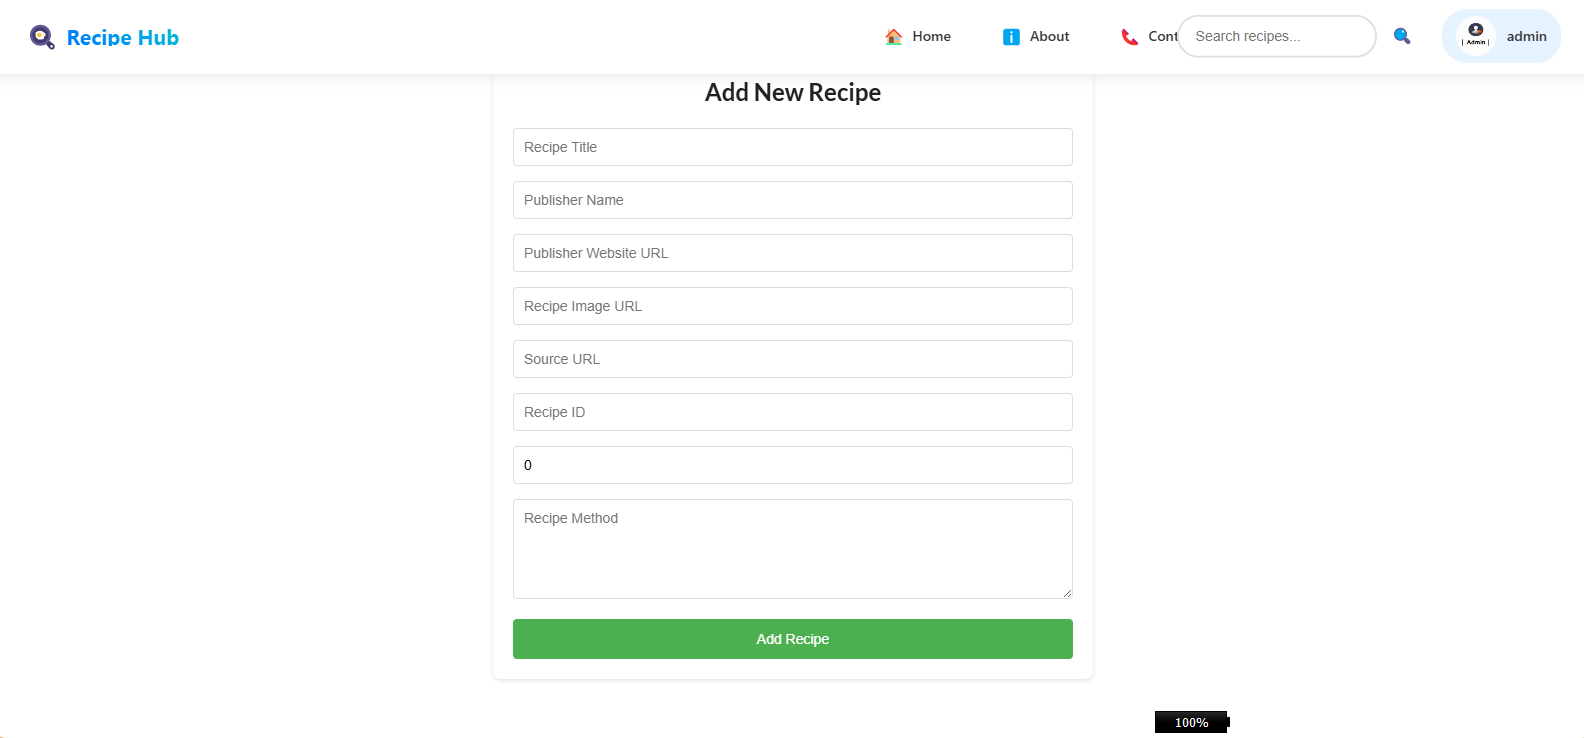 Recipe Hub
Home
About
Cont
Search recipes...
| Admin |
admin
Add New Recipe
Recipe Title
Publisher Name
Publisher Website URL
Recipe Image URL
Source URL
Recipe ID
0
Recipe Method
Add Recipe
100%